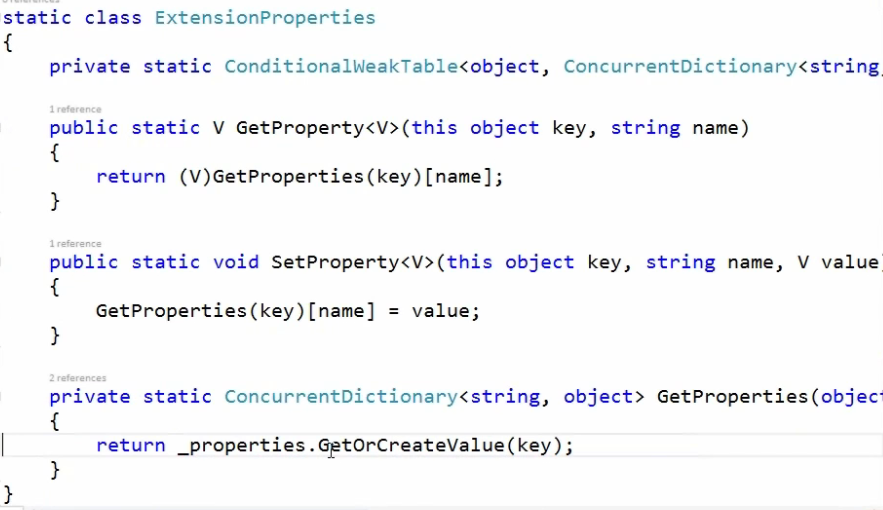 static class ExtensionProperties
{
private static ConditionalWeakTable<object, ConcurrentDictionary<string,
1 reference
public static V GetProperty<V>(this object key, string name)
{
return (V)GetProperties(key)[name];
}
1 reference
public static void SetProperty<V>(this object key, string name, V value)
{
GetProperties(key)[name] = value;
}
2 references
private static ConcurrentDictionary<string, object> GetProperties(object
{
return _properties.GetOrCreateValue(key);
}
}